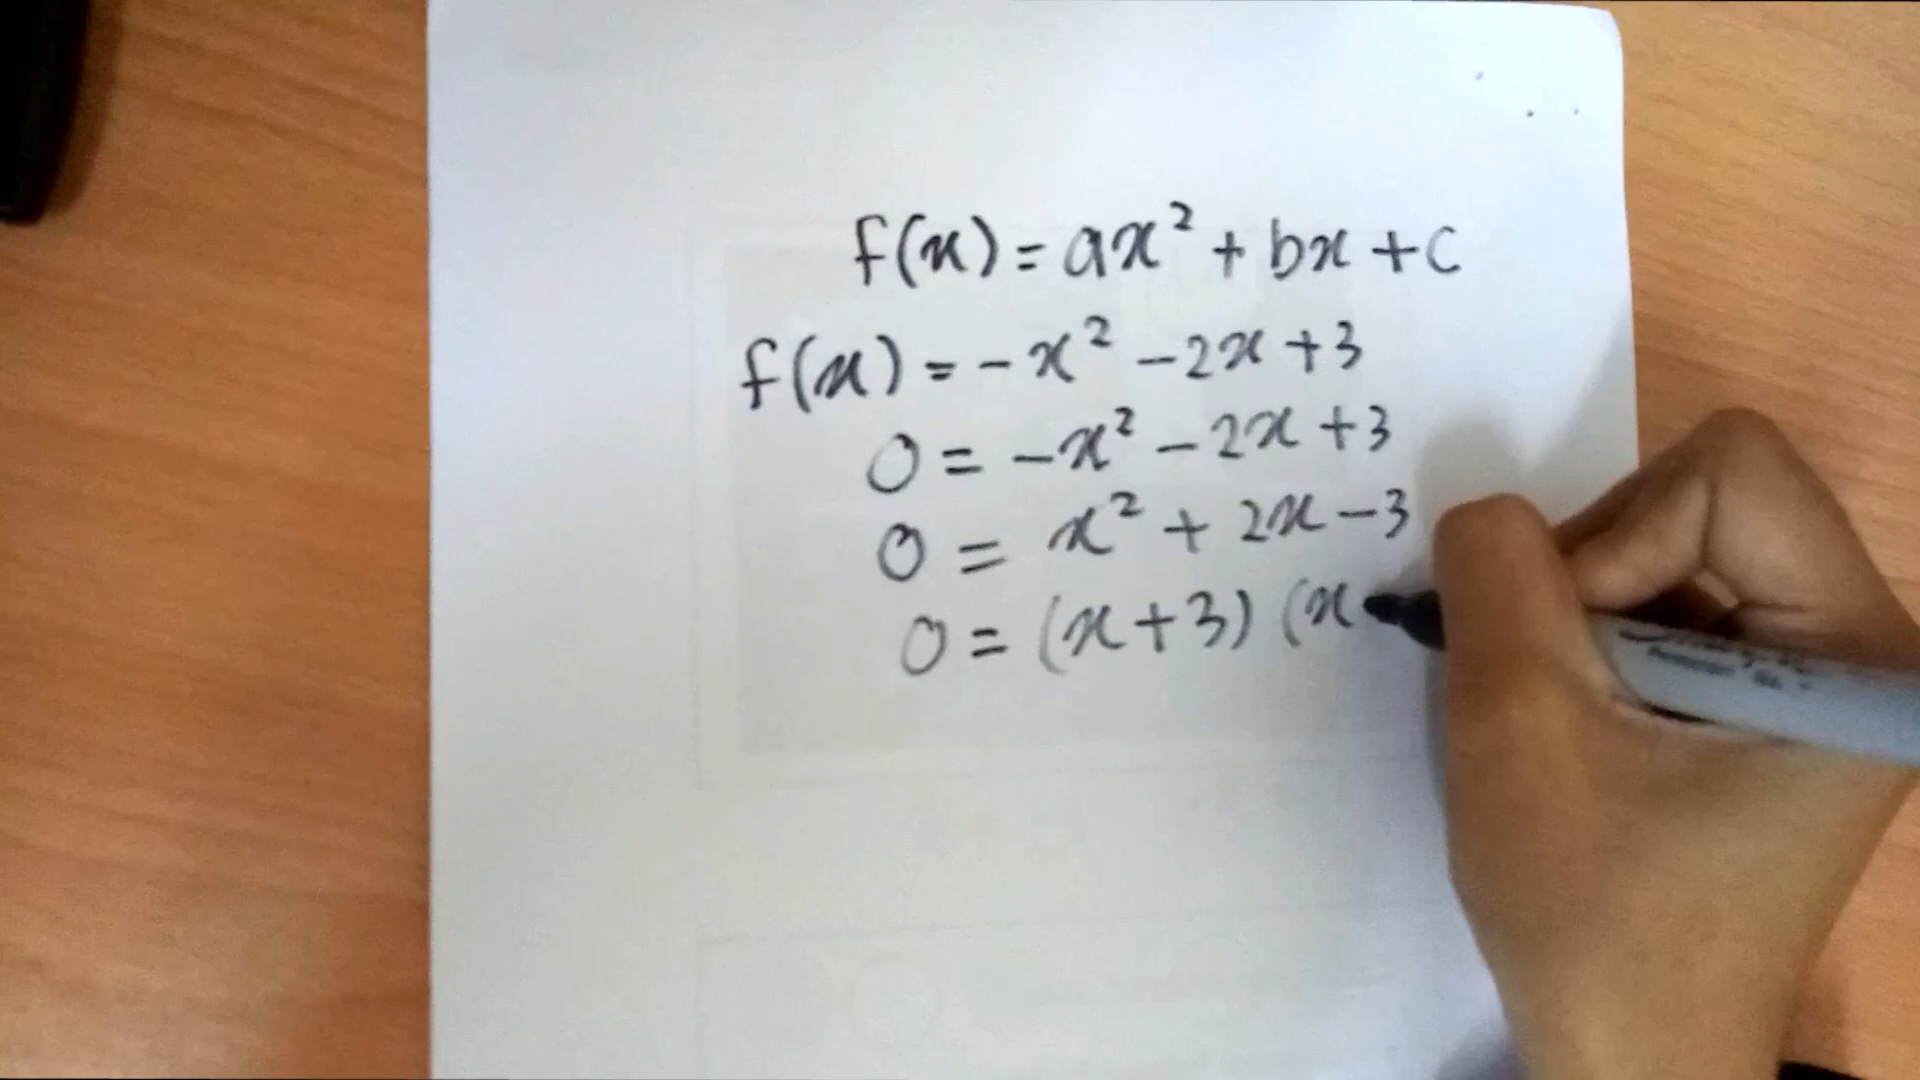 f(x) = ax² + bx + c
f(x) = -x² - 2x + 3
0 = -x² - 2x + 3
0 = x² + 2x - 3
0 = (x+3) (x